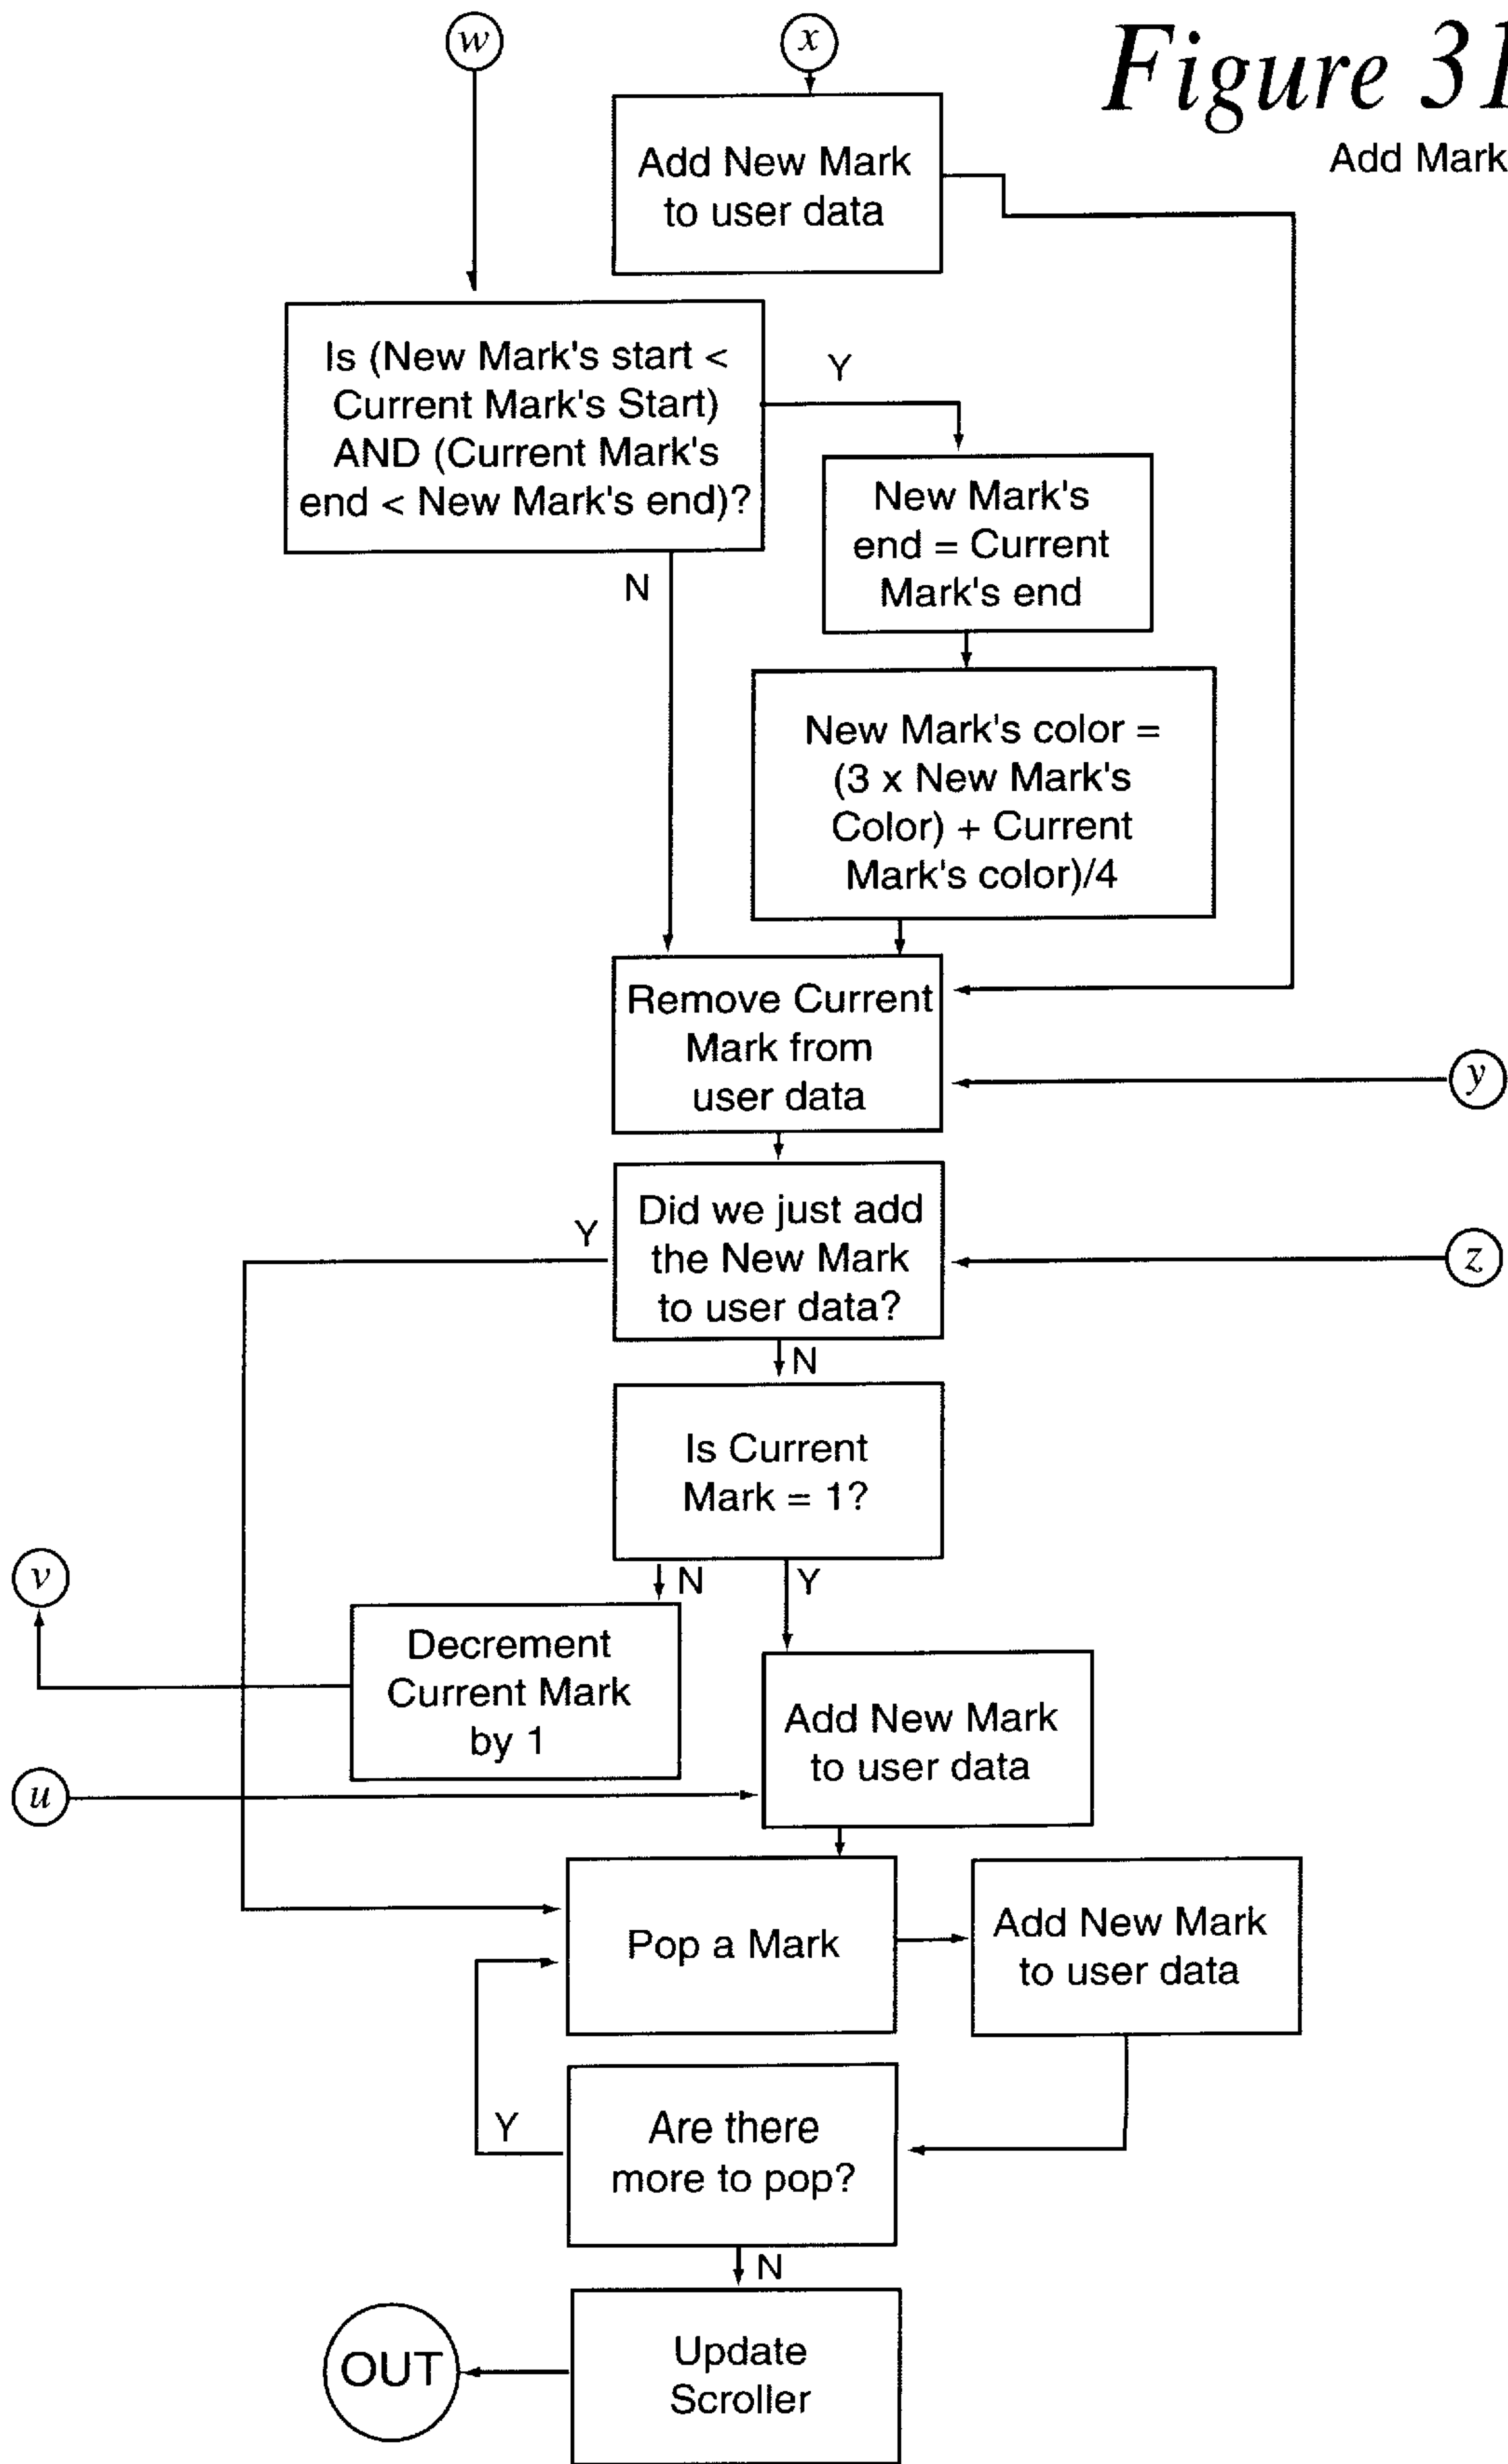 w
x
Figure 31
Add Mark
Add New Mark
to user data
Is (New Mark's start <
Current Mark's Start)
AND (Current Mark's
end < New Mark's end)?
Y
New Mark's
end = Current
Mark's end
N
New Mark's color =
(3 x New Mark's
Color) + Current
Mark's color)/4
Remove Current
Mark from
user data
y
Did we just add
the New Mark
to user data?
Y
z
N
Is Current
Mark = 1?
v
N
Y
Decrement
Current Mark
by 1
Add New Mark
to user data
u
Pop a Mark
Add New Mark
to user data
Are there
more to pop?
Y
N
Update
Scroller
OUT